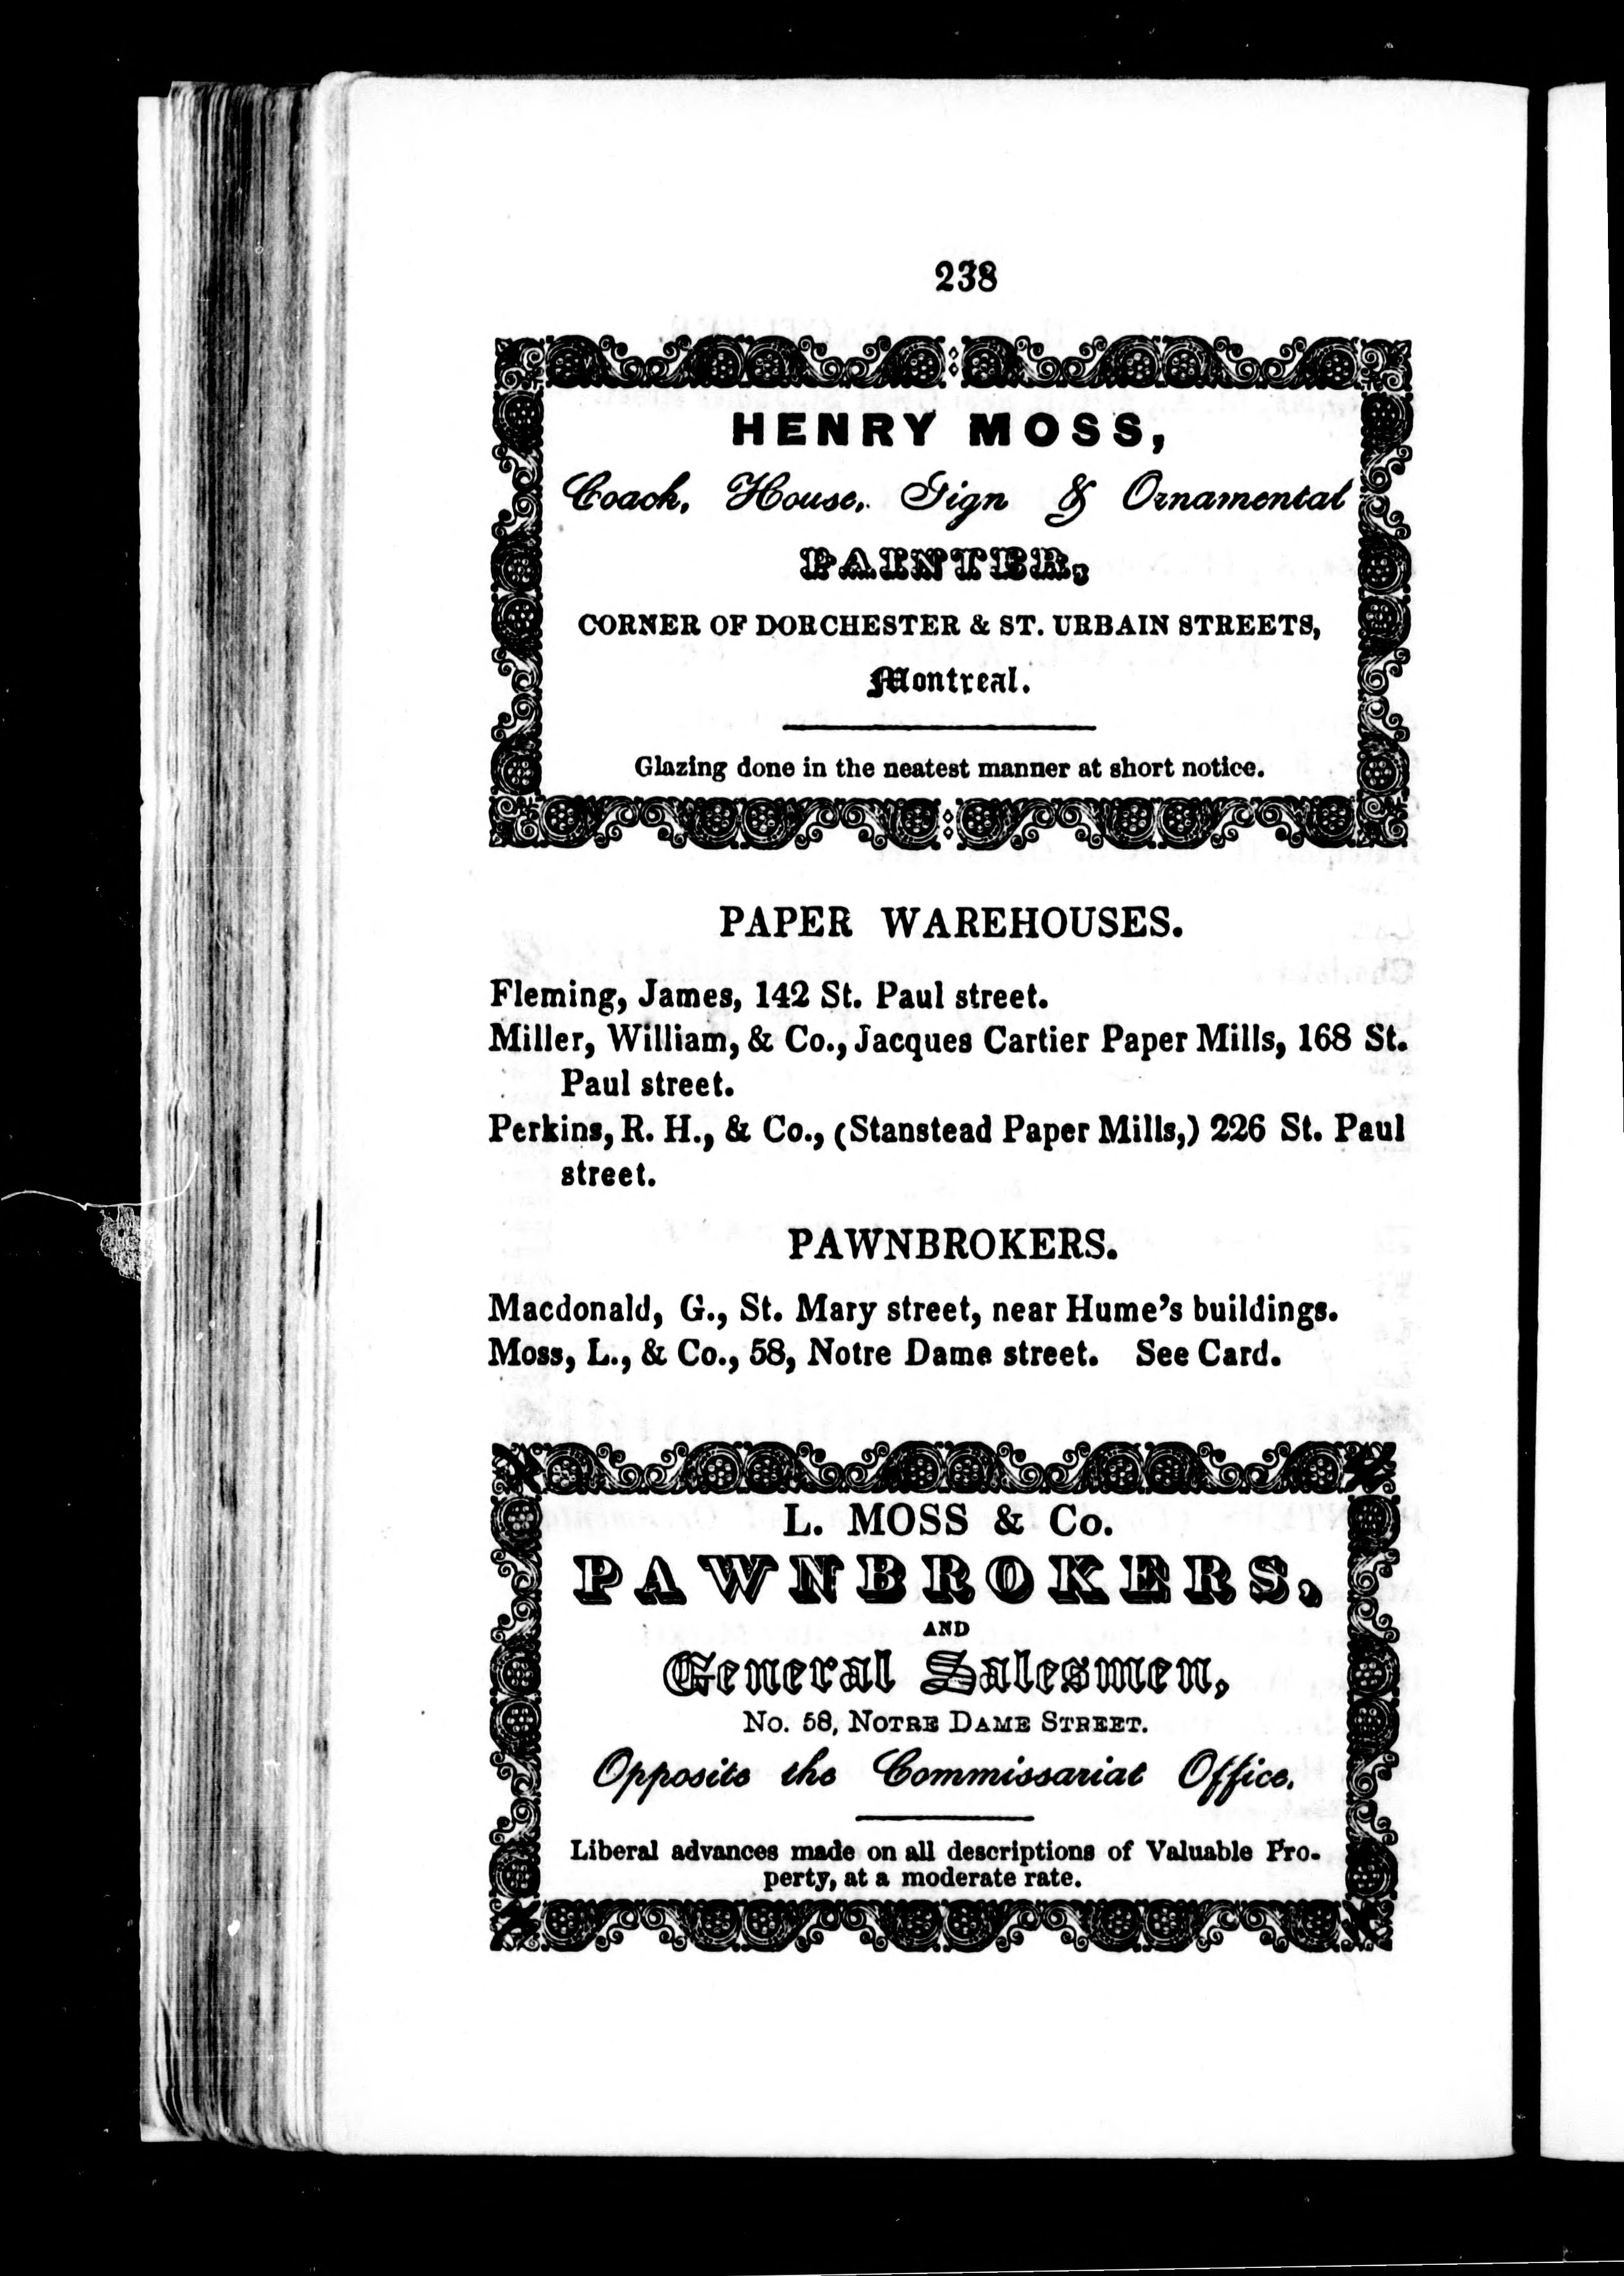 238
HENRY MOSS,
Coach, House, Sign & Ornamental
PAINTER,
CORNER OF DORCHESTER & ST. URBAIN STREETS,
Montreal.
Glazing done in the neatest manner at short notice.
PAPER WAREHOUSES.
Fleming, James, 142 St. Paul street.
Miller, William, & Co., Jacques Cartier Paper Mills, 168 St.
Paul street.
Perkins, R. H., & Co., (Stanstead Paper Mills,) 226 St. Paul
street.
PAWNBROKERS.
Macdonald, G., St. Mary street, near Hume's buildings.
Moss, L., & Co., 58, Notre Dame street. See Card.
L. MOSS & Co.
PAWNBROKERS,
AND
General Salesmen,
No. 58, Notre Dame Street.
Opposite the Commissariat Office.
Liberal advances made on all descriptions of Valuable Pro-
perty, at a moderate rate.